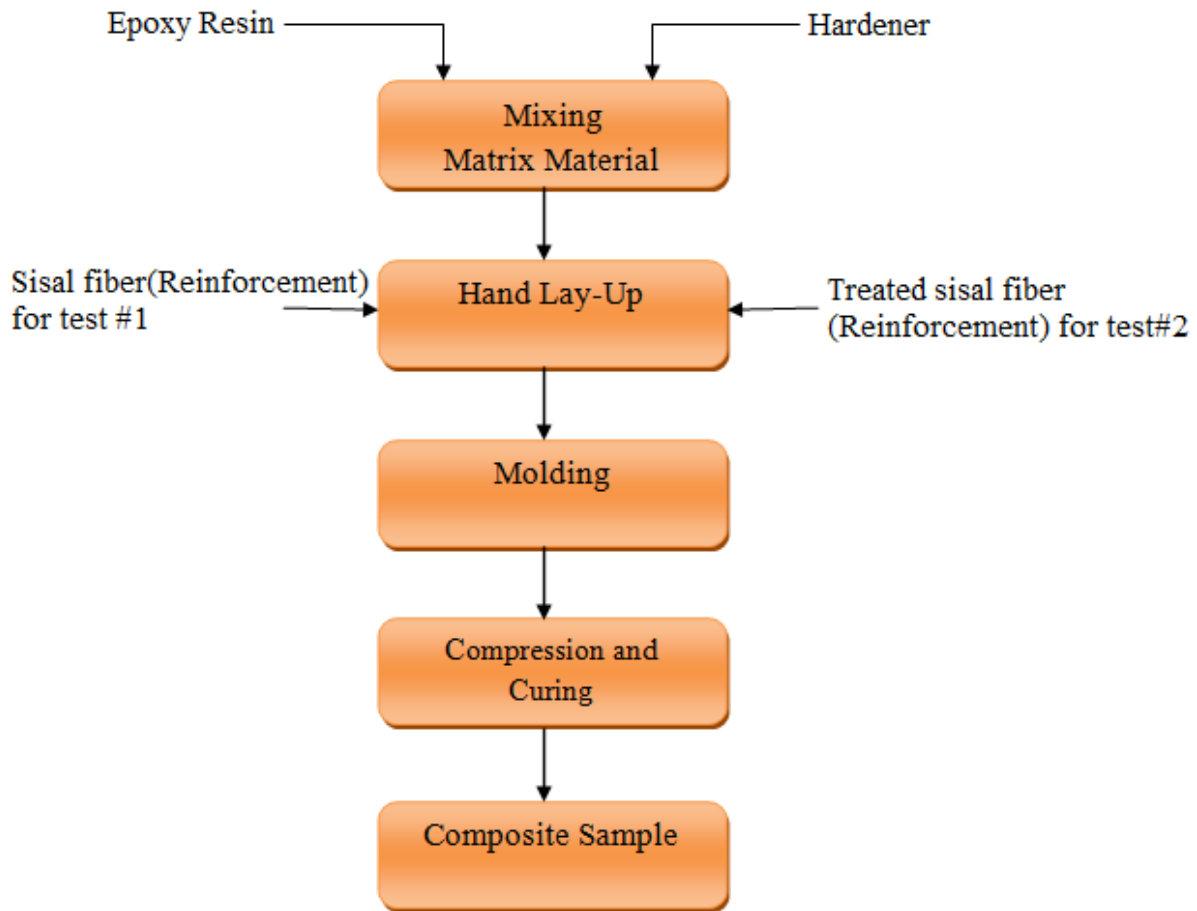 Epoxy Resin
Hardener
Mixing
Matrix Material
Sisal fiber(Reinforcement)
for test #1
Hand Lay-Up
Treated sisal fiber
(Reinforcement) for test#2
Molding
Compression and
Curing
Composite Sample